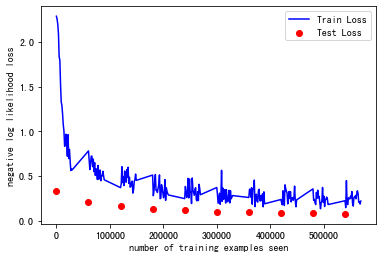 Train Loss
Test Loss
negative log likelihood loss
2.0
1.5
1.0
0.5
0.0
0
100000
200000
300000
400000
500000
number of training examples seen